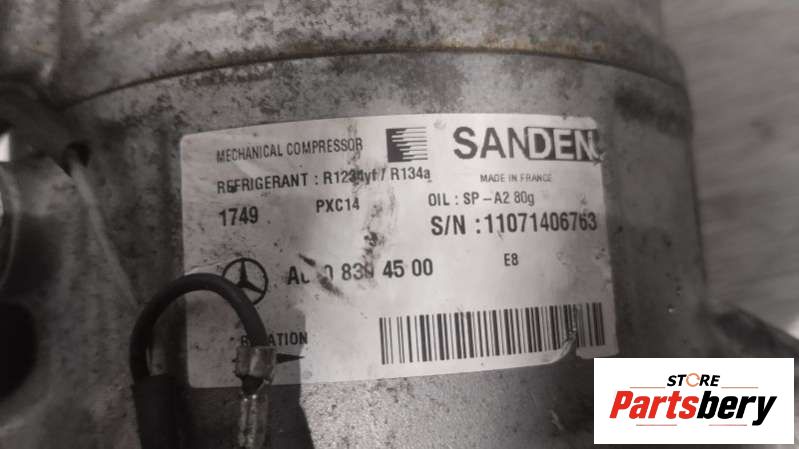 MECHANICAL COMPRESSOR
SANDEN
REFRIGERANT : R1234yf / R134a
MADE IN FRANCE
1749
PXC14
OIL : SP-A2 80g
S/N :11071406763
4500
E8
STORE
Partsbery